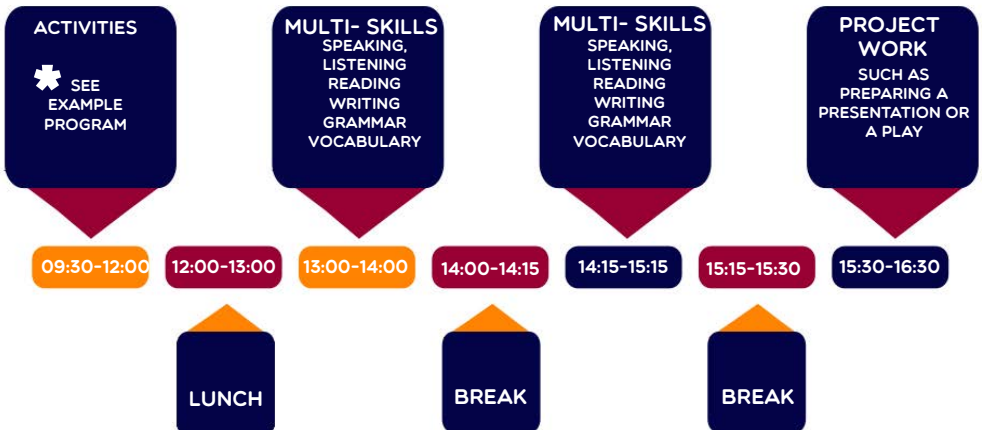 ACTIVITIES
* SEE
EXAMPLE
PROGRAM
MULTI- SKILLS
SPEAKING,
LISTENING
READING
WRITING
GRAMMAR
VOCABULARY
MULTI- SKILLS
SPEAKING,
LISTENING
READING
WRITING
GRAMMAR
VOCABULARY
PROJECT
WORK
SUCH AS
PREPARING A
PRESENTATION OR
A PLAY
09:30-12:00
12:00-13:00
13:00-14:00
14:00-14:15
14:15-15:15
15:15-15:30
15:30-16:30
LUNCH
BREAK
BREAK